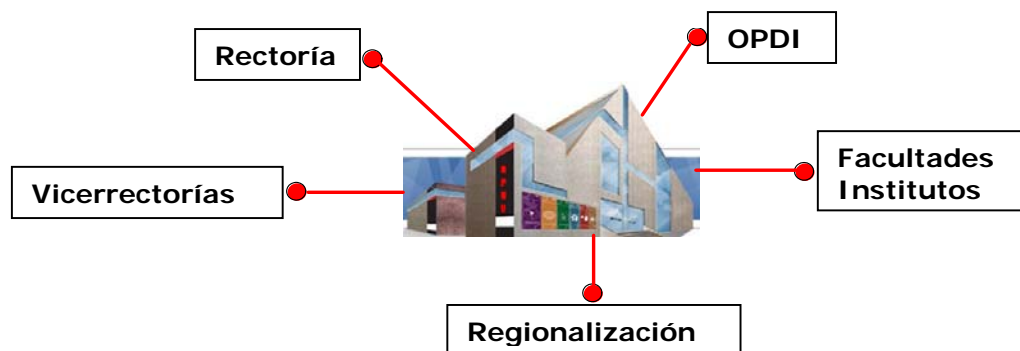 OPDI
Rectoría
Facultades
Institutos
Vicerrectorías
Regionalización